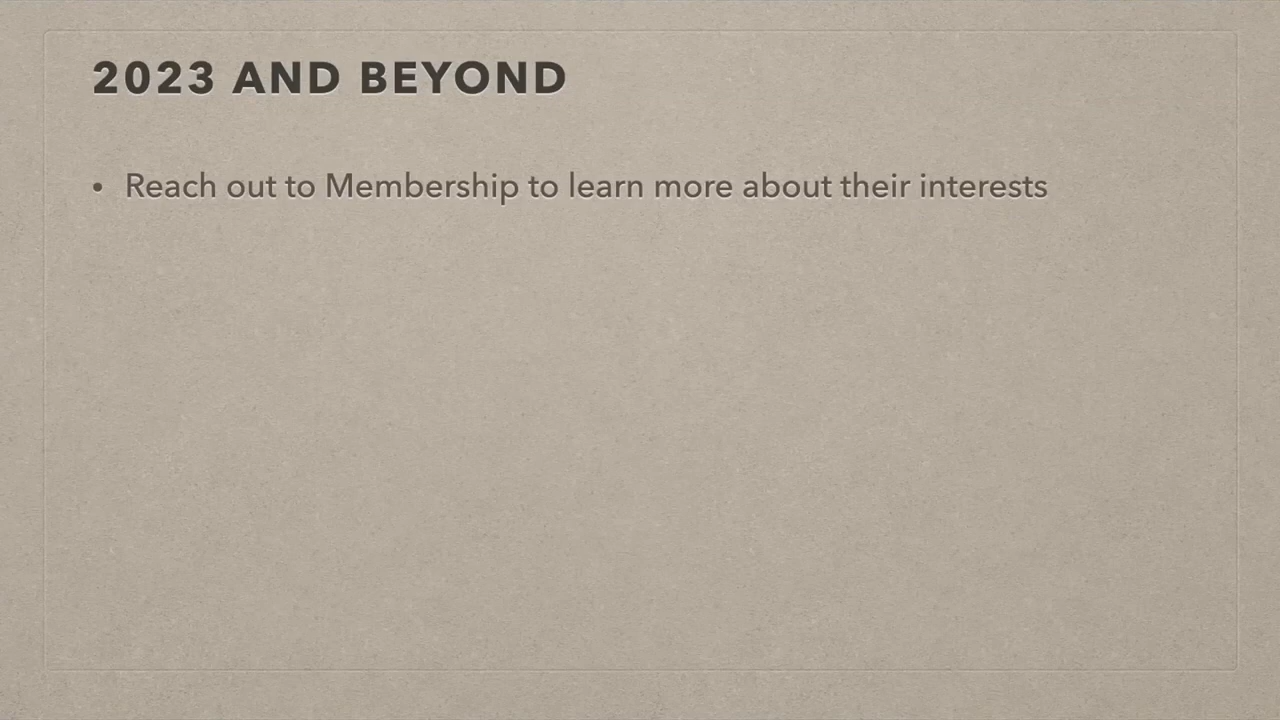 2023 AND BEYOND
• Reach out to Membership to learn more about their interests